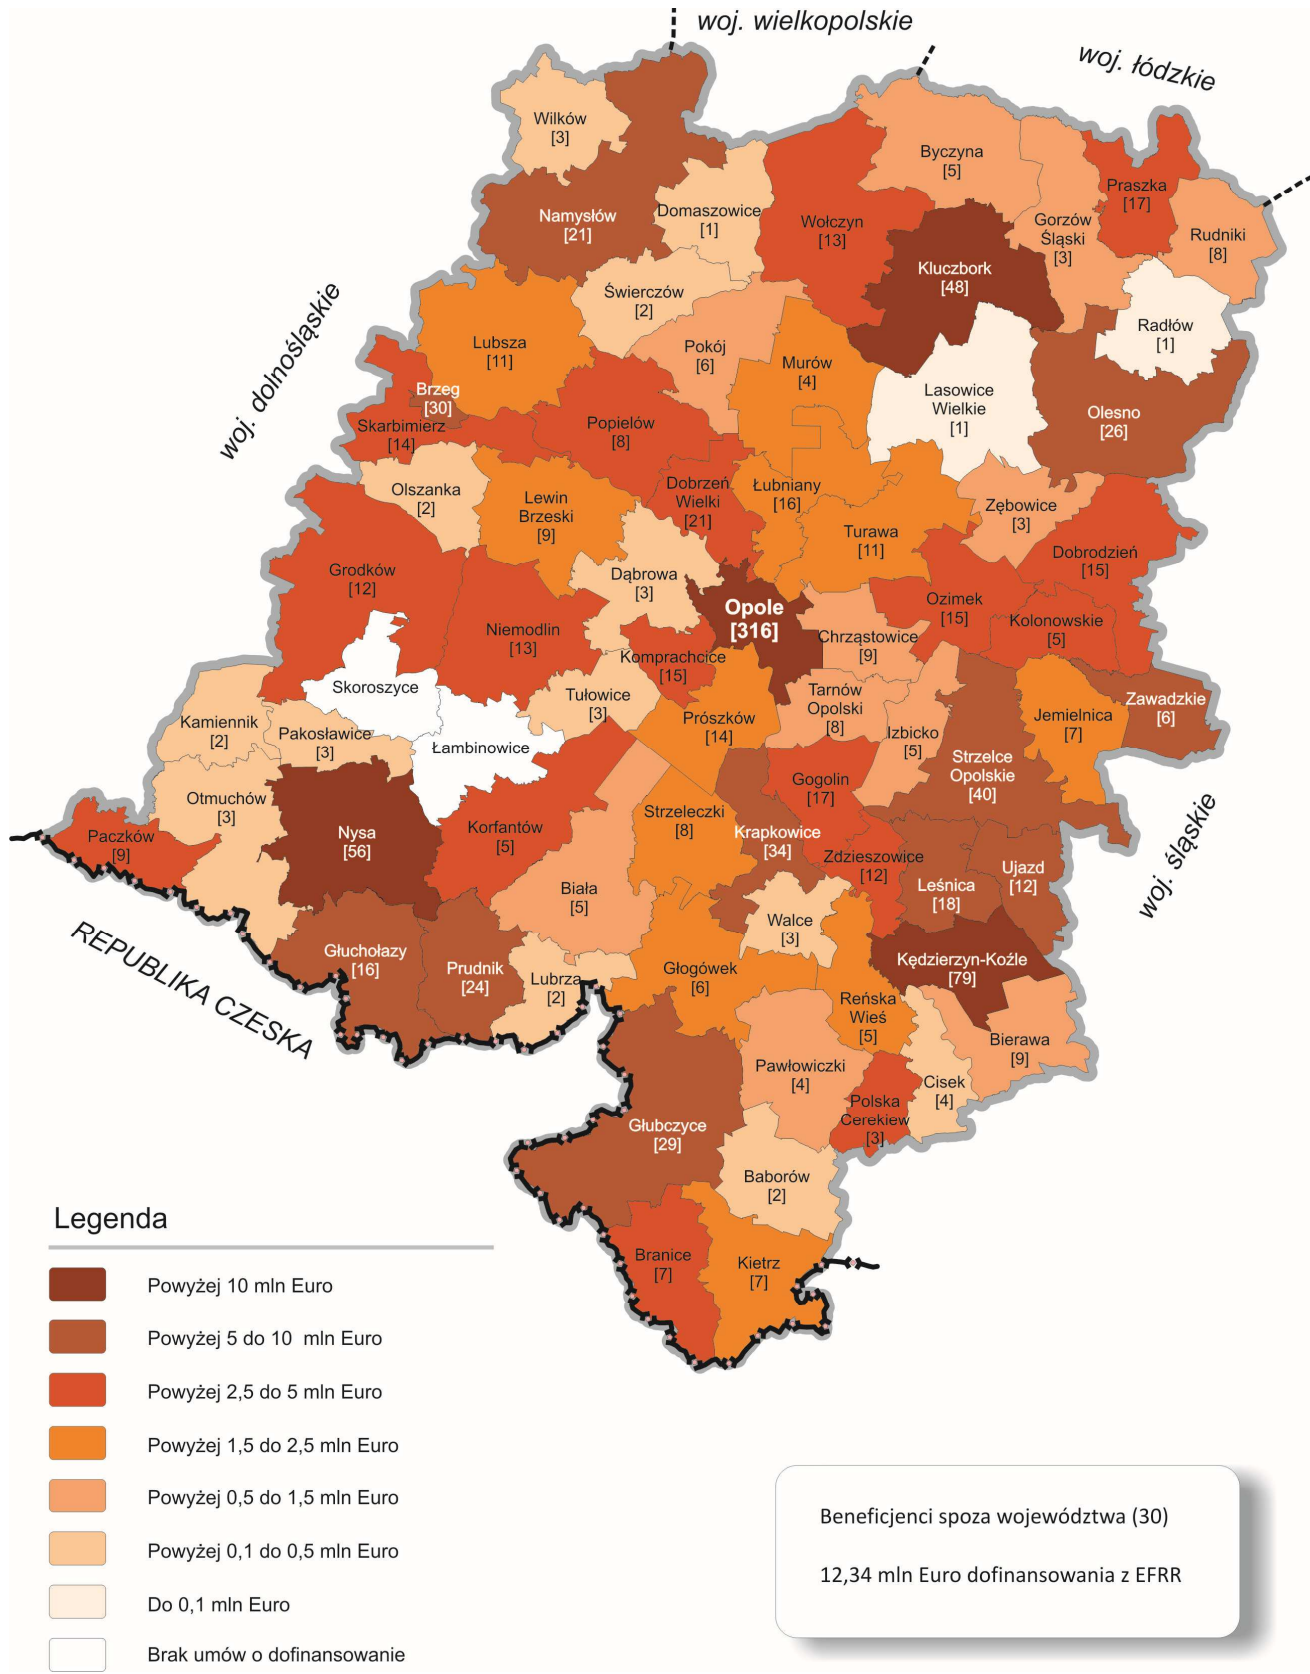 woj. wielkopolskie
woj. łódzkie
Wilków
[3]
Byczyna
[5]
Praszka
[17]
Namysłów
[21]
Domaszowice
[1]
Wołczyn
[13]
Gorzów
Śląski
[3]
Rudniki
[8]
Kluczbork
[48]
Świerczów
[2]
Radłów
[1]
woj. dolnośląskie
Lubsza
[11]
Pokój
[6]
Murów
[4]
Brzeg
[30]
Lasowice
Wielkie
[1]
Olesno
[26]
Skarbimierz
[14]
Popielów
[8]
Olszanka
[2]
Lewin
Brzeski
[9]
Dobrzeń
Wielki
[21]
Łubniany
[16]
Zębowice
[3]
Turawa
[11]
Dobrodzień
[15]
Grodków
[12]
Dąbrowa
[3]
Opole
[316]
Ozimek
[15]
Kolonowskie
[5]
Niemodlin
[13]
Chrząstowice
[9]
Komprachcice
[15]
Skoroszyce
Tułowice
[3]
Tarnów
Opolski
[8]
Zawadzkie
[6]
Kamiennik
[2]
Pakosławice
[3]
Prószków
[14]
Izbicko
[5]
Jemielnica
[7]
Łambinowice
Strzelce
Opolskie
[40]
Otmuchów
[3]
Gogolin
[17]
Strzeleczki
[8]
Paczków
[9]
Nysa
[56]
Korfantów
[5]
Krapkowice
[34]
Zdzieszowice
[12]
woj. śląskie
Leśnica
[18]
Ujazd
[12]
Biała
[5]
Walce
[3]
REPUBLIKA CZESKA
Głuchołazy
[16]
Prudnik
[24]
Lubrza
[2]
Głogówek
[6]
Kędzierzyn-Koźle
[79]
Reńska
Wieś
[5]
Bierawa
[9]
Pawłowiczki
[4]
Cisek
[4]
Polska
Cerekiew
[3]
Głubczyce
[29]
Baborów
[2]
Branice
[7]
Kietrz
[7]
Legenda
Powyżej 10 mln Euro
Powyżej 5 do 10 mln Euro
Powyżej 2,5 do 5 mln Euro
Powyżej 1,5 do 2,5 mln Euro
Powyżej 0,5 do 1,5 mln Euro
Powyżej 0,1 do 0,5 mln Euro
Do 0,1 mln Euro
Brak umów o dofinansowanie
Beneficjenci spoza województwa (30)
12,34 mln Euro dofinansowania z EFRR